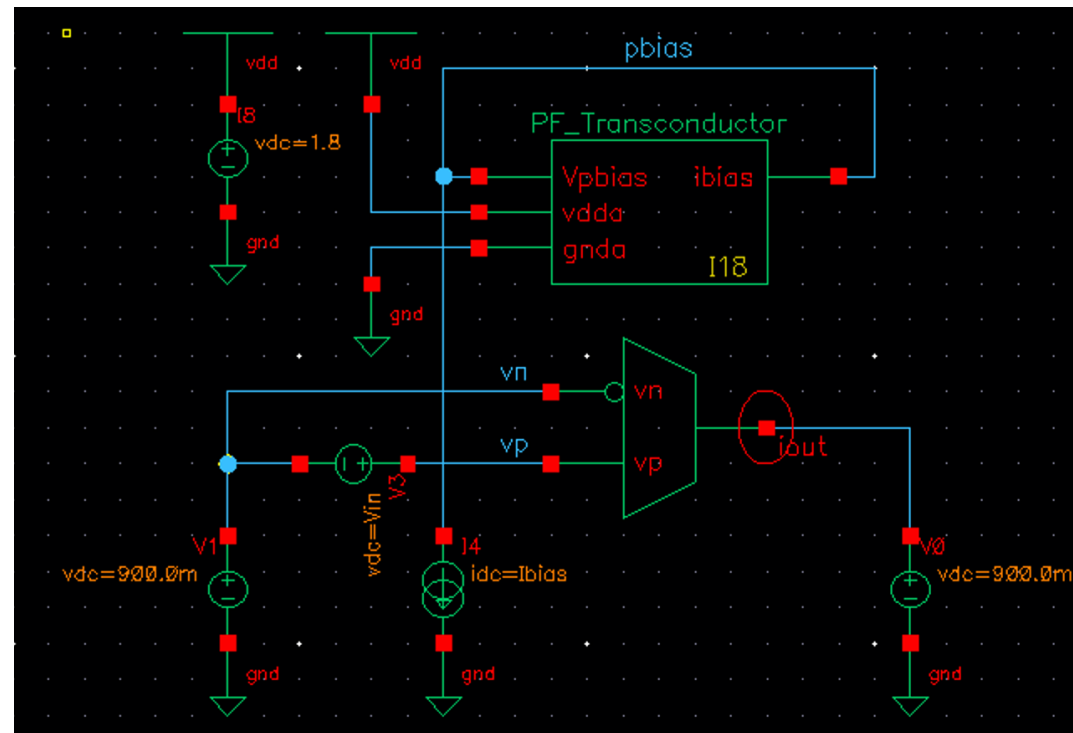 pbias
vdd
vdd
I8
vdc=1.8
PF_Transconductor
Vpbias ibias
vdda
gnda
I18
gnd
gnd
vn
vn
vp
vp
iout
V3
vdc=Vin
V1
vdc=900.0m
I4
idc=Ibias
V0
vdc=900.0m
gnd
gnd
gnd